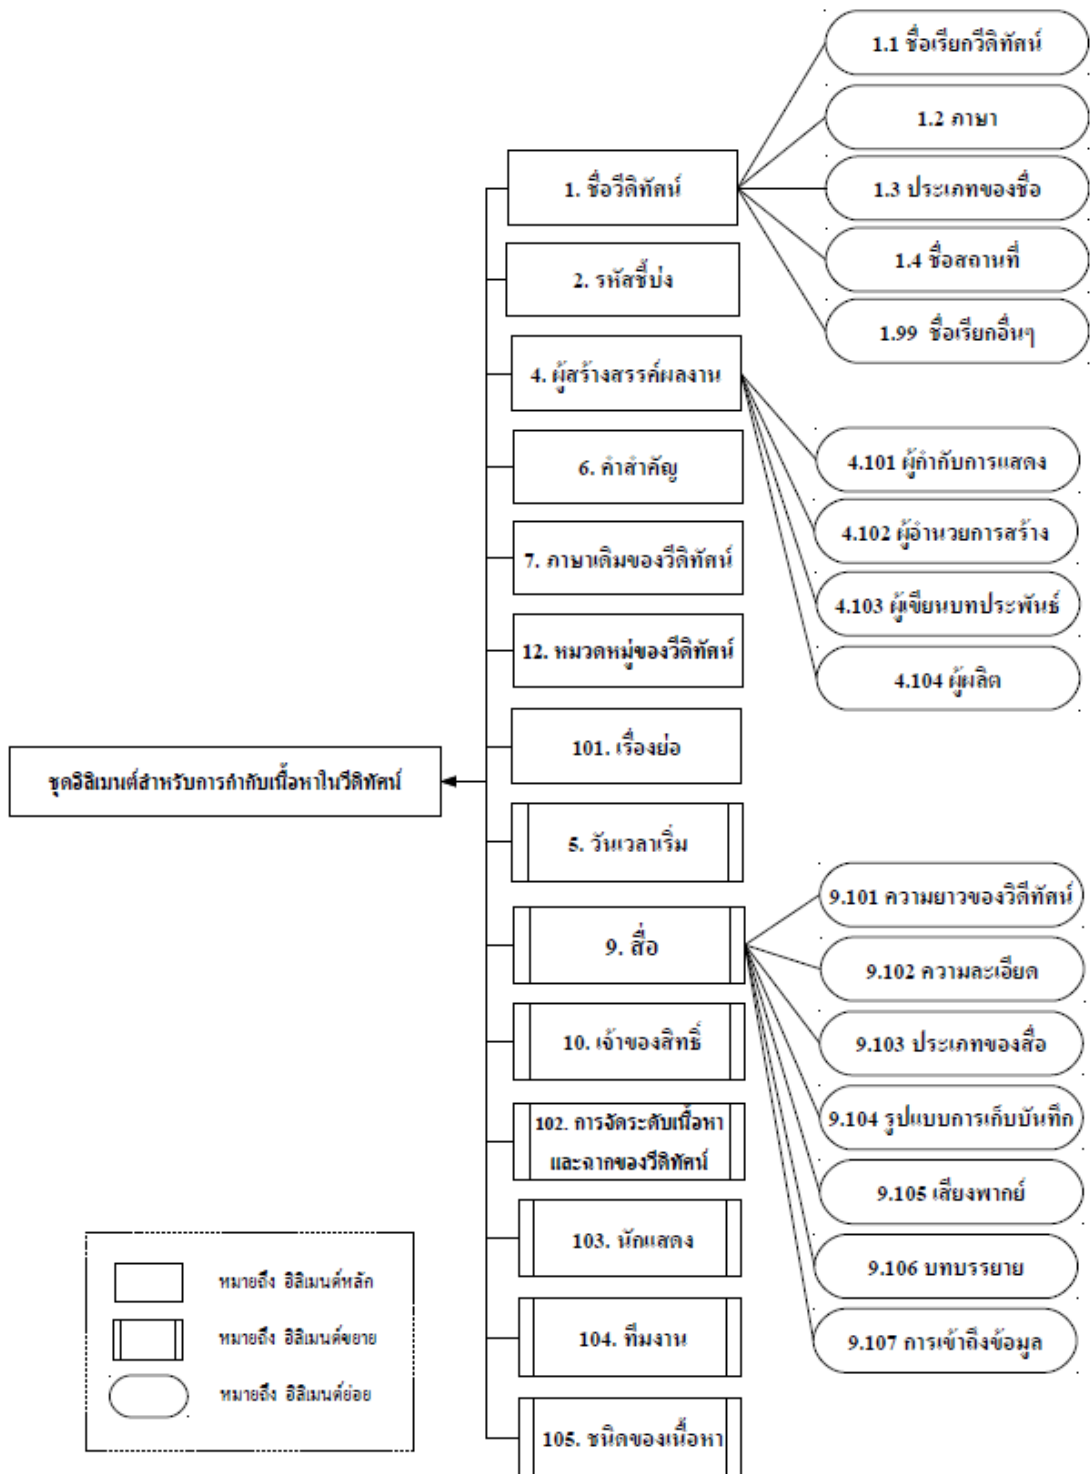 1.1 ชื่อเรียกวีดิทัศน์
1.2 ภาษา
1. ชื่อวีดิทัศน์
1.3 ประเภทของชื่อ
1.4 ชื่อสถานที่
2. รหัสชี้บ่ง
1.99 ชื่อเรียกอื่นๆ
4. ผู้สร้างสรรค์ผลงาน
6. คำสำคัญ
4.101 ผู้กำกับการแสดง
4.102 ผู้อำนวยการสร้าง
7. ภาษาเดิมของวีดิทัศน์
4.103 ผู้เขียนบทประพันธ์
12. หมวดหมู่ของวีดิทัศน์
4.104 ผู้ผลิต
101. เรื่องย่อ
ชุดอิลิเมนต์สำหรับการกำกับเนื้อหาในวีดิทัศน์
5. วันเวลาเริ่ม
9.101 ความยาวของวิดีทัศน์
9. สื่อ
9.102 ความละเอียด
10. เจ้าของสิทธิ์
9.103 ประเภทของสื่อ
102. การจัดระดับเนื้อหา
และฉากของวีดิทัศน์
9.104 รูปแบบการเก็บบันทึก
9.105 เสียงพากย์
103. นักแสดง
9.106 บทบรรยาย
104. ทีมงาน
9.107 การเข้าถึงข้อมูล
105. ชนิดของเนื้อหา
หมายถึง อิลิเมนต์หลัก
หมายถึง อิลิเมนต์ขยาย
หมายถึง อิลิเมนต์ย่อย